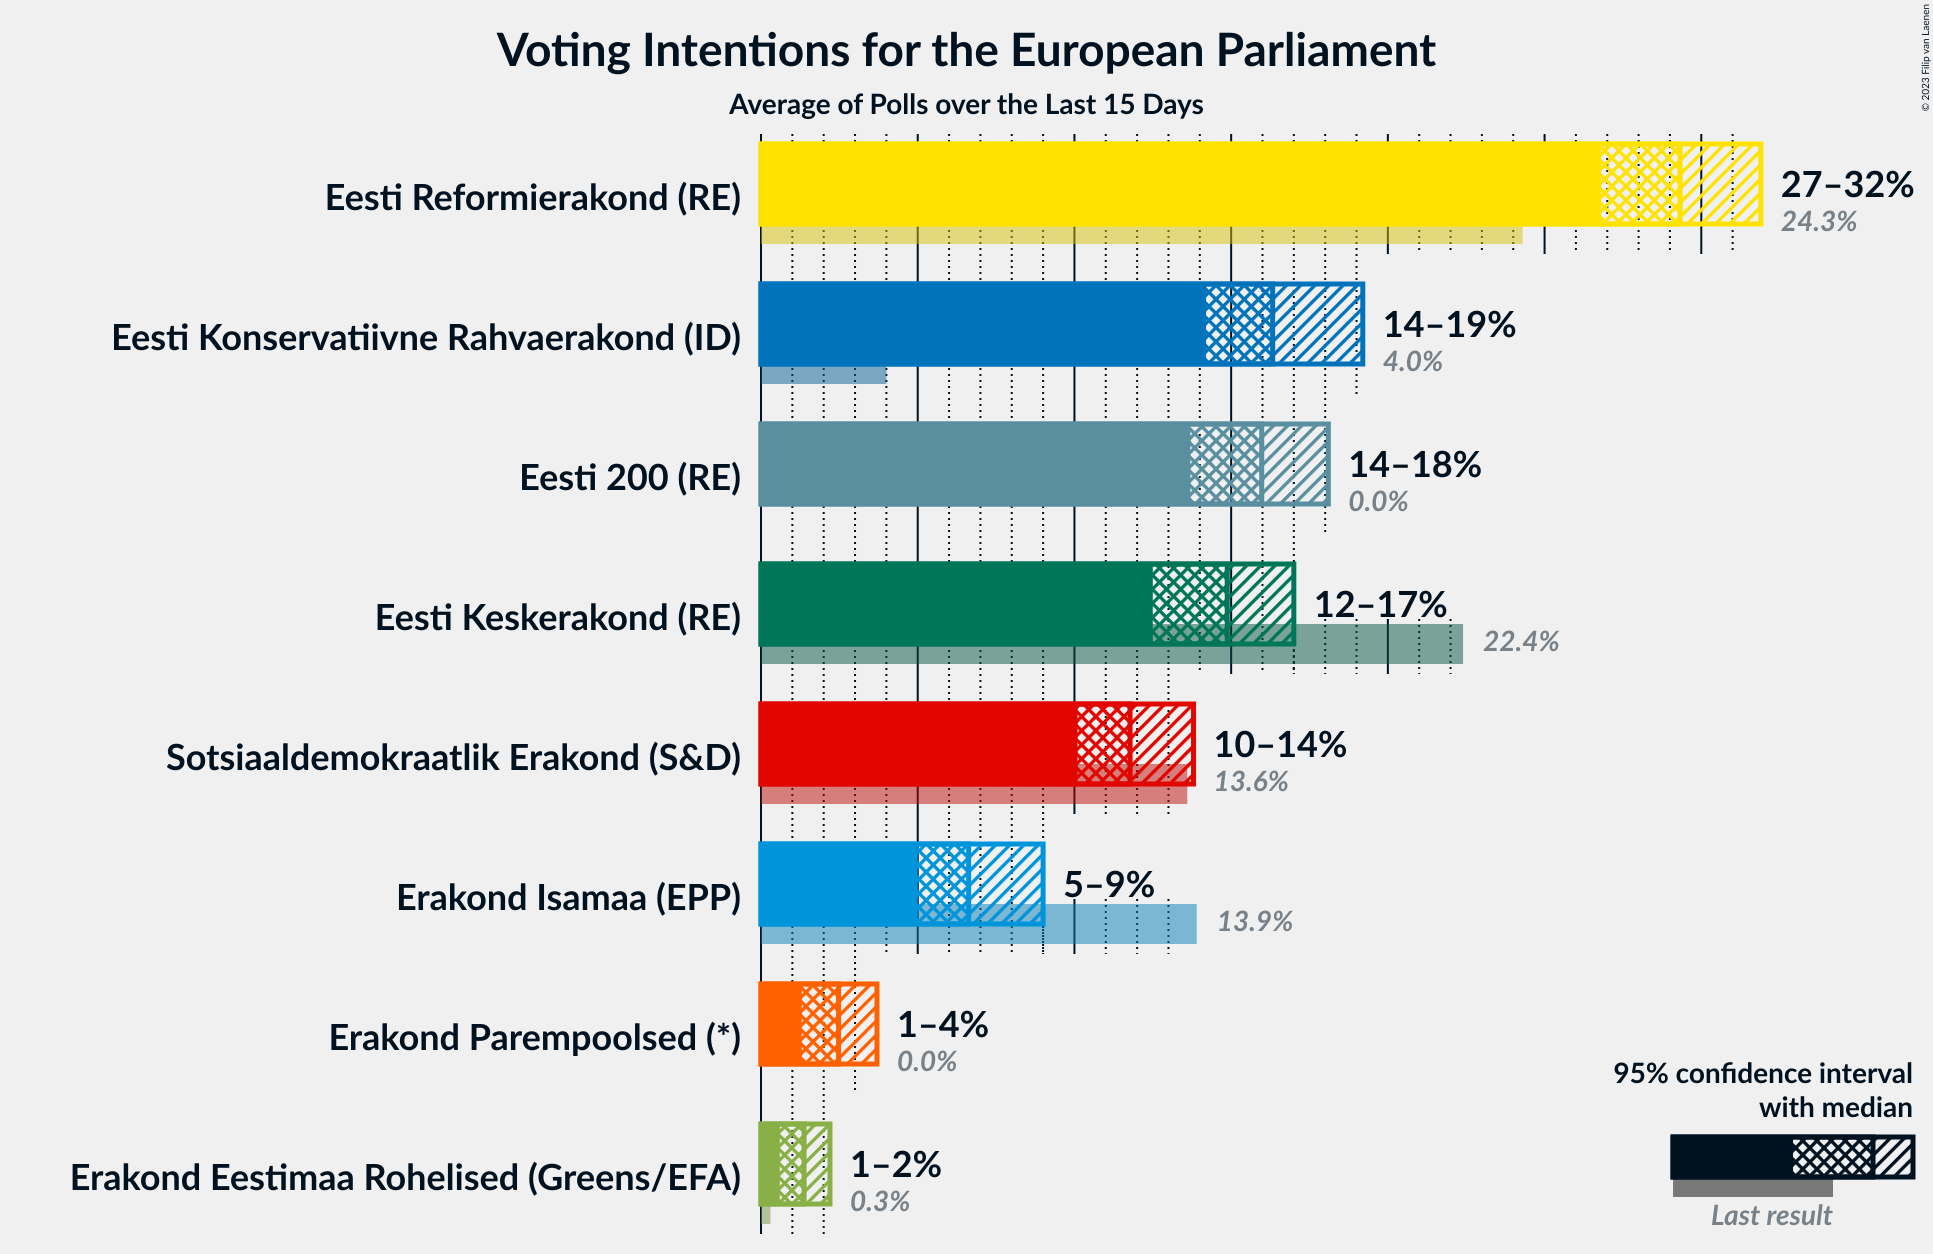 Voting Intentions for the European Parliament
Average of Polls over the Last 15 Days
© 2023 Filip van Laenen
Eesti Reformierakond (RE)
27–32%
24.3%
Eesti Konservatiivne Rahvaerakond (ID)
14–19%
4.0%
Eesti 200 (RE)
14–18%
0.0%
Eesti Keskerakond (RE)
12–17%
22.4%
Sotsiaaldemokraatlik Erakond (S&D)
10–14%
13.6%
Erakond Isamaa (EPP)
5–9%
13.9%
Erakond Parempoolsed (*)
1–4%
0.0%
Erakond Eestimaa Rohelised (Greens/EFA)
1–2%
0.3%
95% confidence interval
with median
Last result